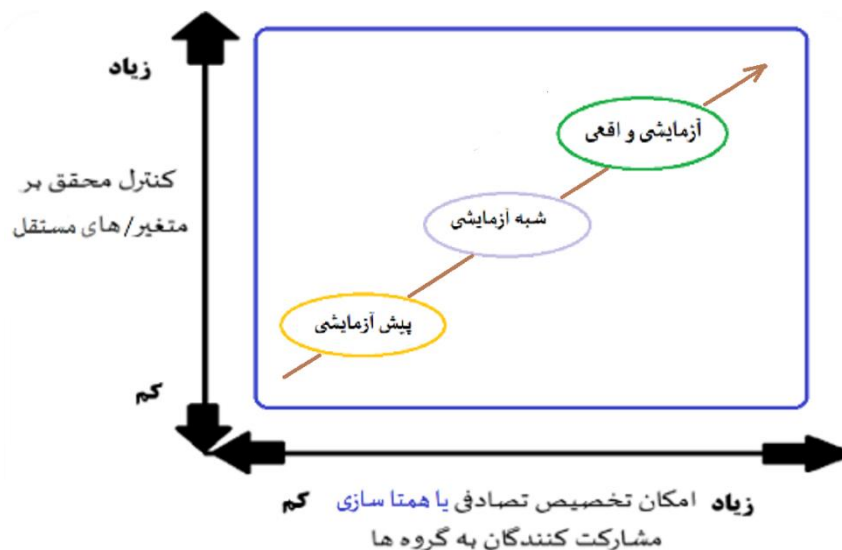 زیاد
آزمایشی و اقعی
کنترل محقق بر
متغیر/های مستقل
شبه آزمایشی
پیش آزمایشی
کم
زیاد امکان تخصیص تصادفی یا همتا سازی کم
مشارکت کنندگان به گروه ها